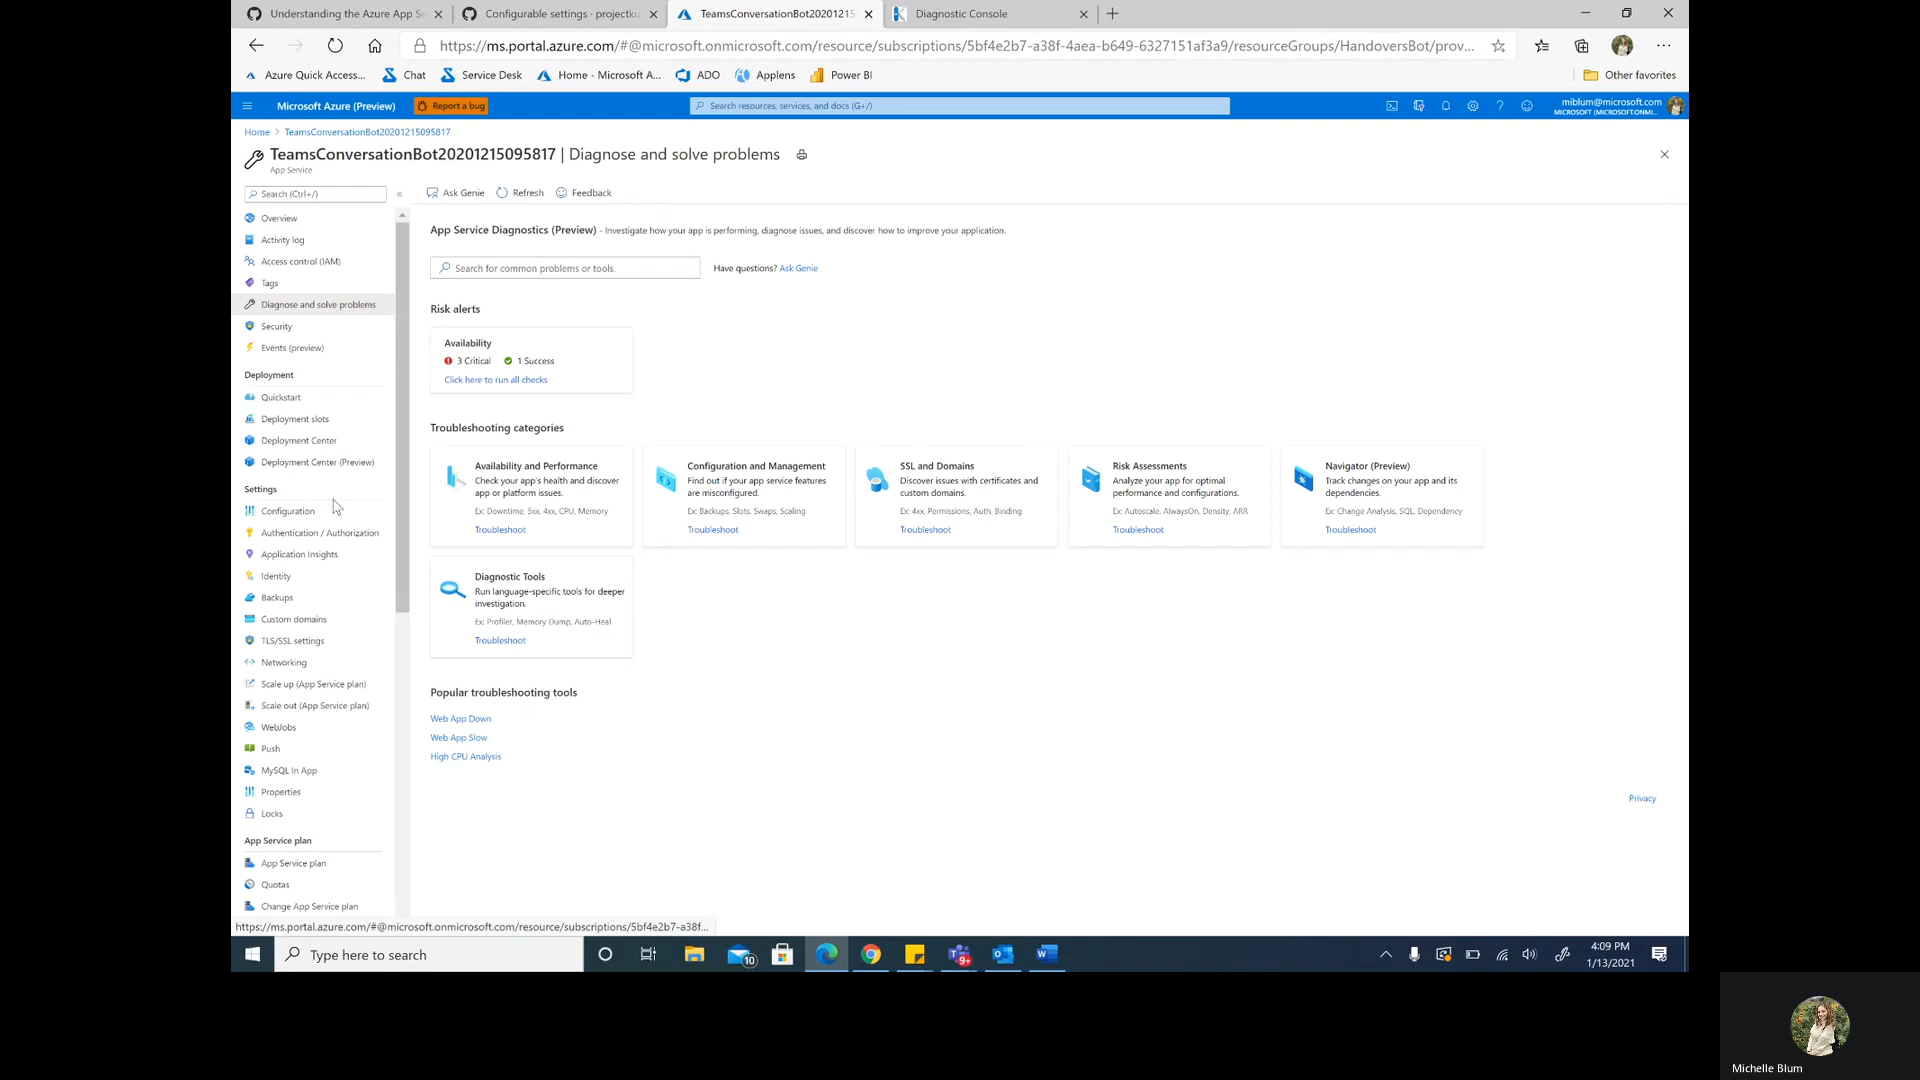 Understanding the Azure App Se
Configurable settings · projectku
TeamsConversationBot20201215
Diagnostic Console
https://ms.portal.azure.com/#@microsoft.onmicrosoft.com/resource/subscriptions/5bf4e2b7-a38f-4aea-b649-6327151af3a9/resourceGroups/HandoversBot/prov...
Azure Quick Access...
Chat
Service Desk
Home - Microsoft A...
ADO
Applens
Power BI
Other favorites
Microsoft Azure (Preview)
Report a bug
Search resources, services, and docs (G+/)
miblum@microsoft.com
MICROSOFT (MICROSOFT.ONMI...
Home > TeamsConversationBot20201215095817
TeamsConversationBot20201215095817 | Diagnose and solve problems
App Service
Search (Ctrl+/)
«
Overview
Activity log
Access control (IAM)
Tags
Diagnose and solve problems
Security
Events (preview)
Deployment
Quickstart
Deployment slots
Deployment Center
Deployment Center (Preview)
Settings
Configuration
Authentication / Authorization
Application Insights
Identity
Backups
Custom domains
TLS/SSL settings
Networking
Scale up (App Service plan)
Scale out (App Service plan)
WebJobs
Push
MySQL In App
Properties
Locks
App Service plan
App Service plan
Quotas
Change App Service plan
Ask Genie
Refresh
Feedback
App Service Diagnostics (Preview) - Investigate how your app is performing, diagnose issues, and discover how to improve your application.
Search for common problems or tools.
Have questions? Ask Genie
Risk alerts
Availability
3 Critical
1 Success
Click here to run all checks
Troubleshooting categories
Availability and Performance
Check your app's health and discover
app or platform issues.
Ex: Downtime, 5xx, 4xx, CPU, Memory
Troubleshoot
Configuration and Management
Find out if your app service features
are misconfigured.
Ex: Backups, Slots, Swaps, Scaling
Troubleshoot
SSL and Domains
Discover issues with certificates and
custom domains.
Ex: 4xx, Permissions, Auth, Binding
Troubleshoot
Risk Assessments
Analyze your app for optimal
performance and configurations.
Ex: Autoscale, AlwaysOn, Density, ARR
Troubleshoot
Navigator (Preview)
Track changes on your app and its
dependencies.
Ex: Change Analysis, SQL, Dependency
Troubleshoot
Diagnostic Tools
Run language-specific tools for deeper
investigation.
Ex: Profiler, Memory Dump, Auto-Heal
Troubleshoot
Popular troubleshooting tools
Web App Down
Web App Slow
High CPU Analysis
Privacy
https://ms.portal.azure.com/#@microsoft.onmicrosoft.com/resource/subscriptions/5bf4e2b7-a38f...
Type here to search
10
9+
4:09 PM
1/13/2021
Michelle Blum